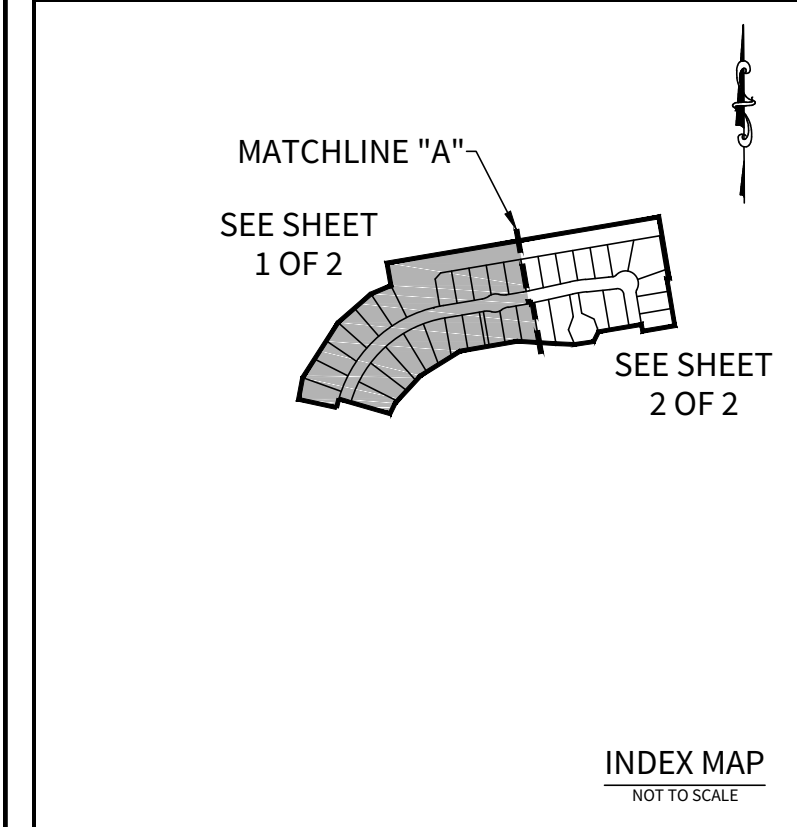 MATCHLINE "A"
SEE SHEET
1 OF 2
SEE SHEET
2 OF 2
INDEX MAP
NOT TO SCALE